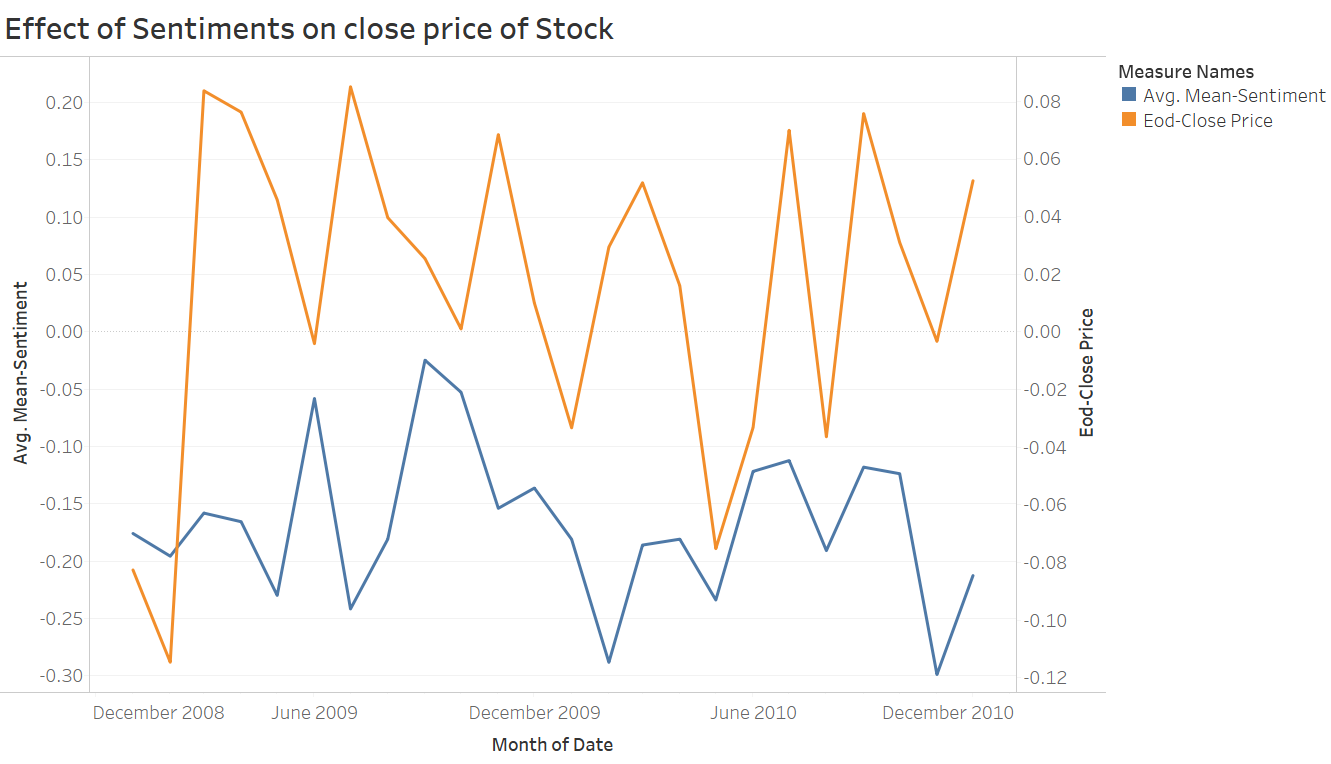 Effect of Sentiments on close price of Stock
Measure Names
Avg. Mean-Sentiment
Eod-Close Price
Avg. Mean-Sentiment
0.20
0.15
0.10
0.05
0.00
-0.05
-0.10
-0.15
-0.20
-0.25
-0.30
0.08
0.06
0.04
0.02
0.00
-0.02
-0.04
-0.06
-0.08
-0.10
-0.12
Eod-Close Price
December 2008 June 2009 December 2009 June 2010 December 2010
Month of Date